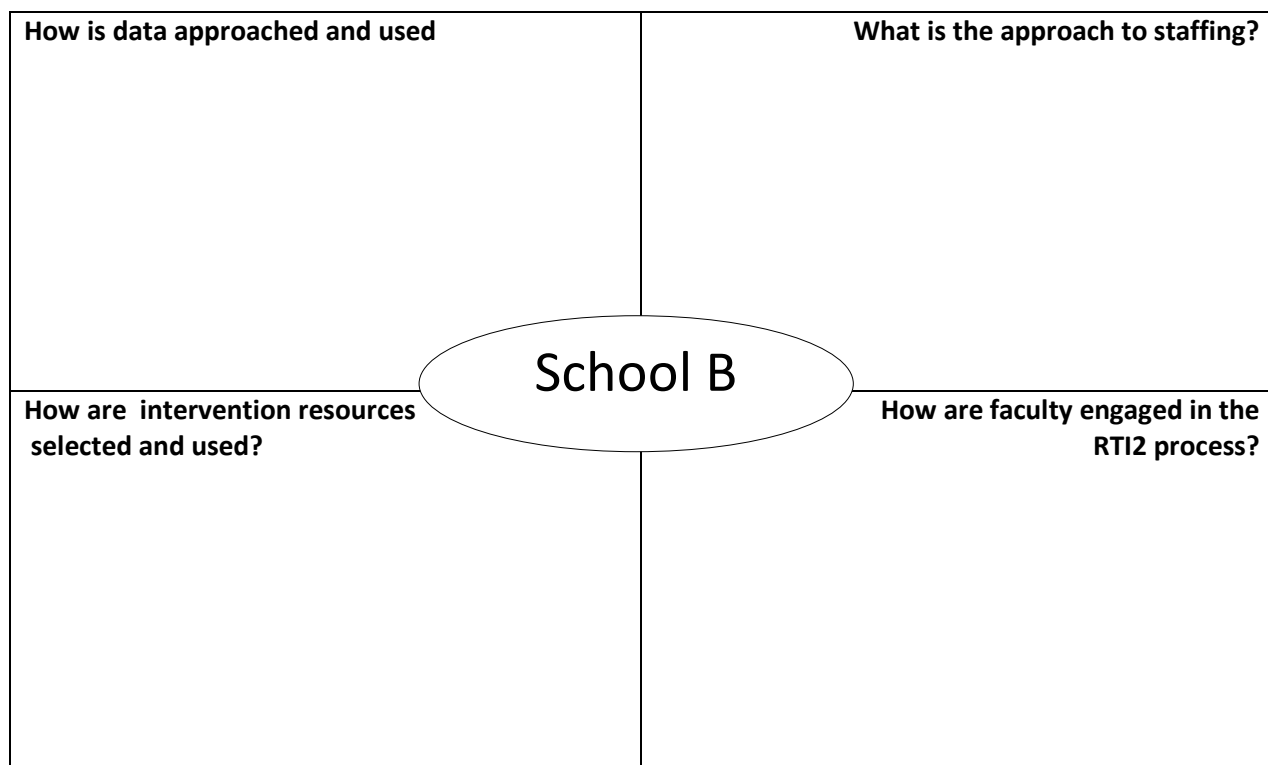 How is data approached and used
What is the approach to staffing?
School B
How are  intervention resources
selected and used?
How are faculty engaged in the
RTI2 process?